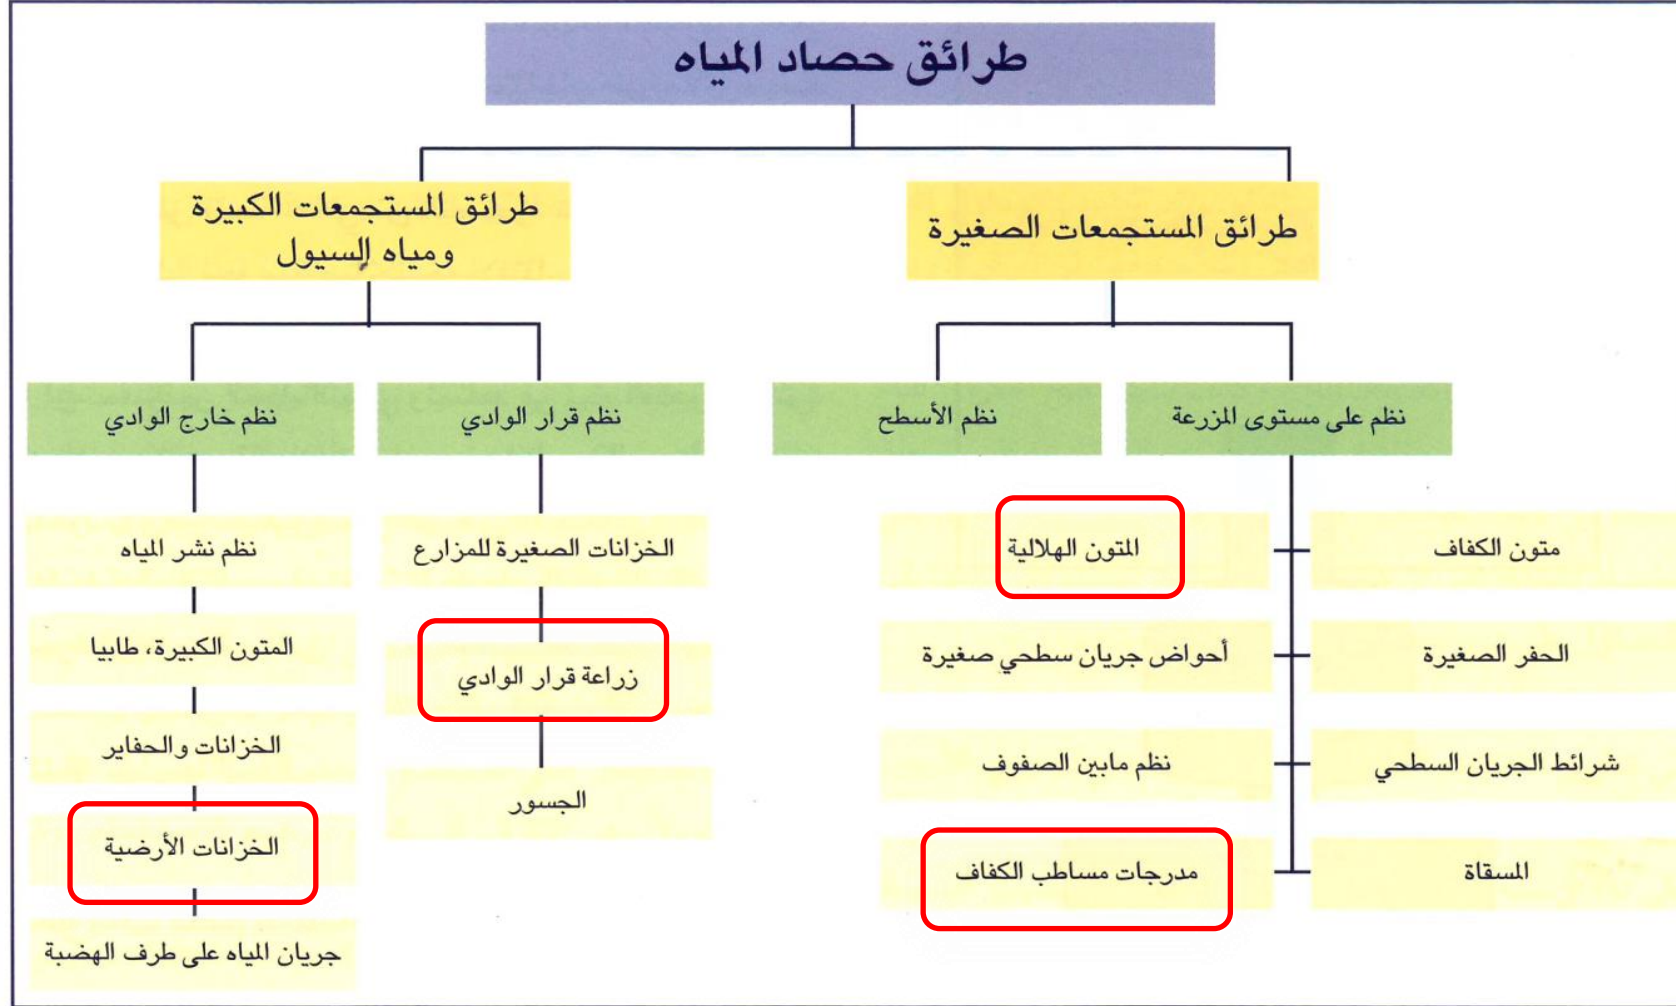 طرائق حصاد المياه
طرائق المستجمعات الصغيرة
طرائق المستجمعات الكبيرة
ومياه السيول
نظم على مستوى المزرعة
نظم الأسطح
نظم قرار الوادي
نظم خارج الوادي
متون الكفاف
المتون الهلالية
الخزانات الصغيرة للمزارع
نظم نشر المياه
الحفر الصغيرة
أحواض جريان سطحي صغيرة
زراعة قرار الوادي
المتون الكبيرة، طابيا
شرائط الجريان السطحي
نظم مابين الصفوف
الجسور
الخزانات والحفاير
المسقاة
مدرجات مساطب الكفاف
الخزانات الأرضية
جريان المياه على طرف الهضبة